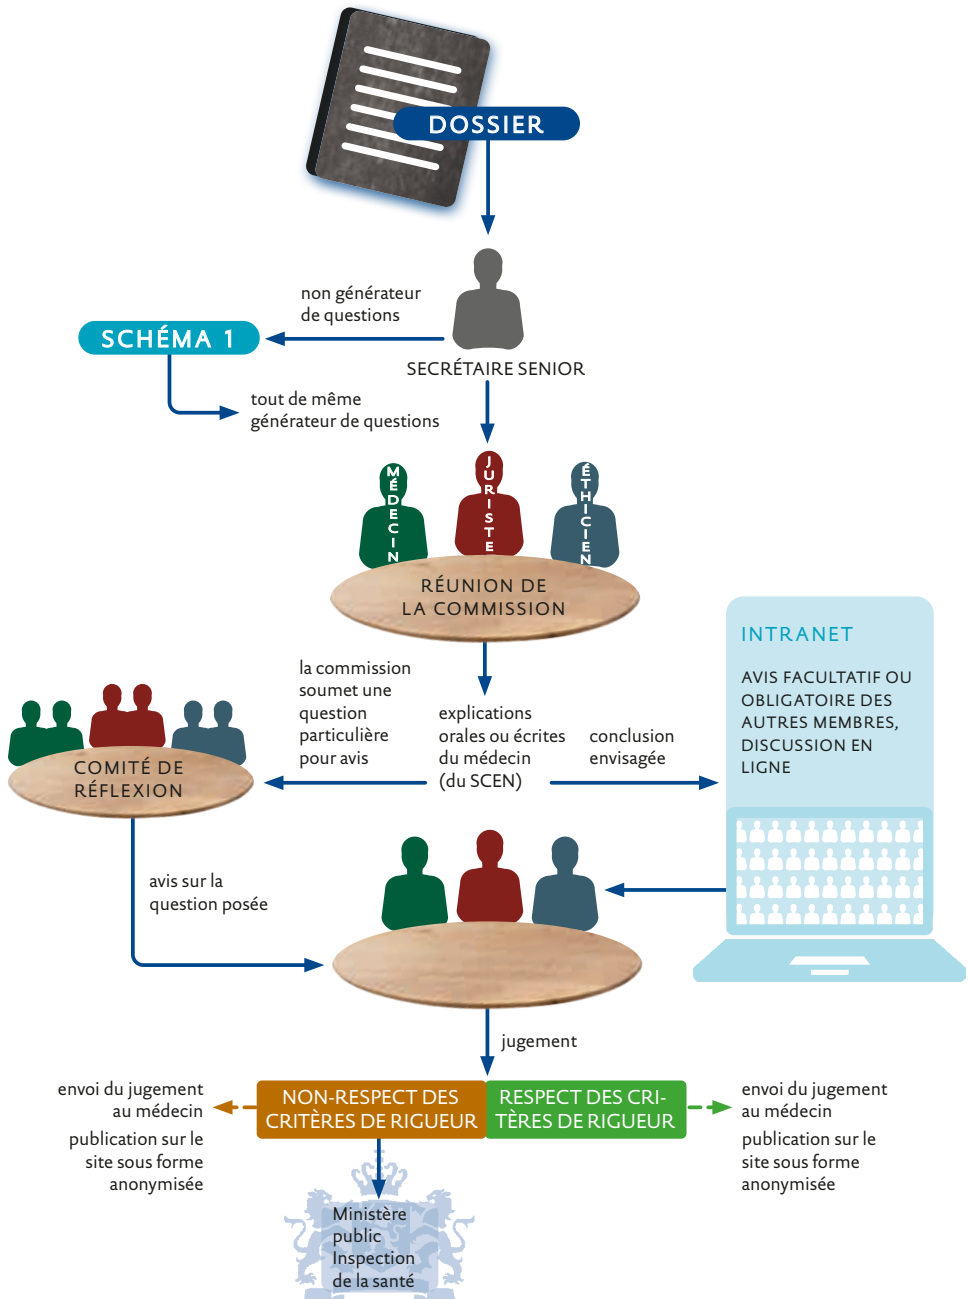 DOSSIER
non générateur
de questions
SCHÉMA 1
SECRÉTAIRE SENIOR
tout de même
générateur de questions
MÉDECIN
JURISTE
ÉTHICIEN
RÉUNION DE
LA COMMISSION
INTRANET
AVIS FACULTATIF OU
OBLIGATOIRE DES
AUTRES MEMBRES,
DISCUSSION EN
LIGNE
la commission
soumet une
question
particulière
pour avis
explications
orales ou écrites
du médecin
(du SCEN)
conclusion
envisagée
COMITÉ DE
RÉFLEXION
avis sur la
question posée
jugement
NON-RESPECT DES
CRITÈRES DE RIGUEUR
RESPECT DES CRI-
TÈRES DE RIGUEUR
envoi du jugement
au médecin
publication sur le
site sous forme
anonymisée
envoi du jugement
au médecin
publication sur le
site sous forme
anonymisée
Ministère
public
Inspection
de la santé